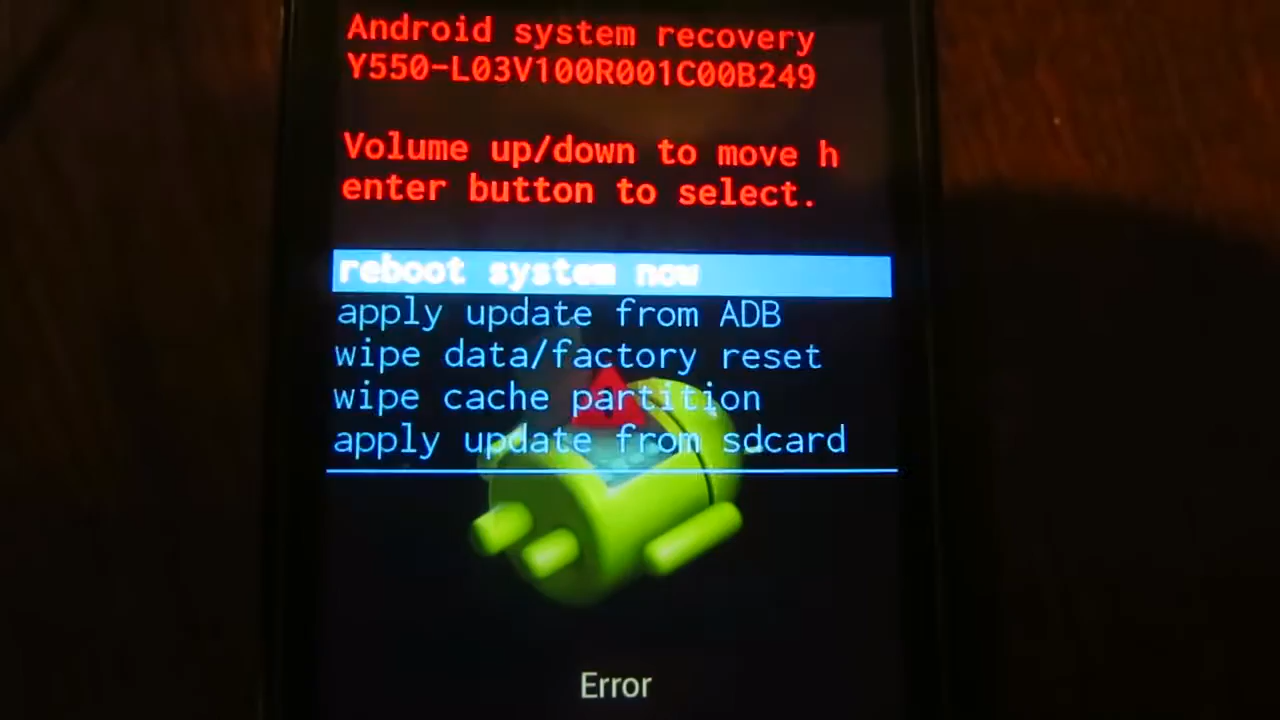 Android system recovery
Y550-L03V100R001C00B249
Volume up/down to move h
enter button to select.
reboot system now
apply update from ADB
wipe data/factory reset
wipe cache partition
apply update from sdcard
Error